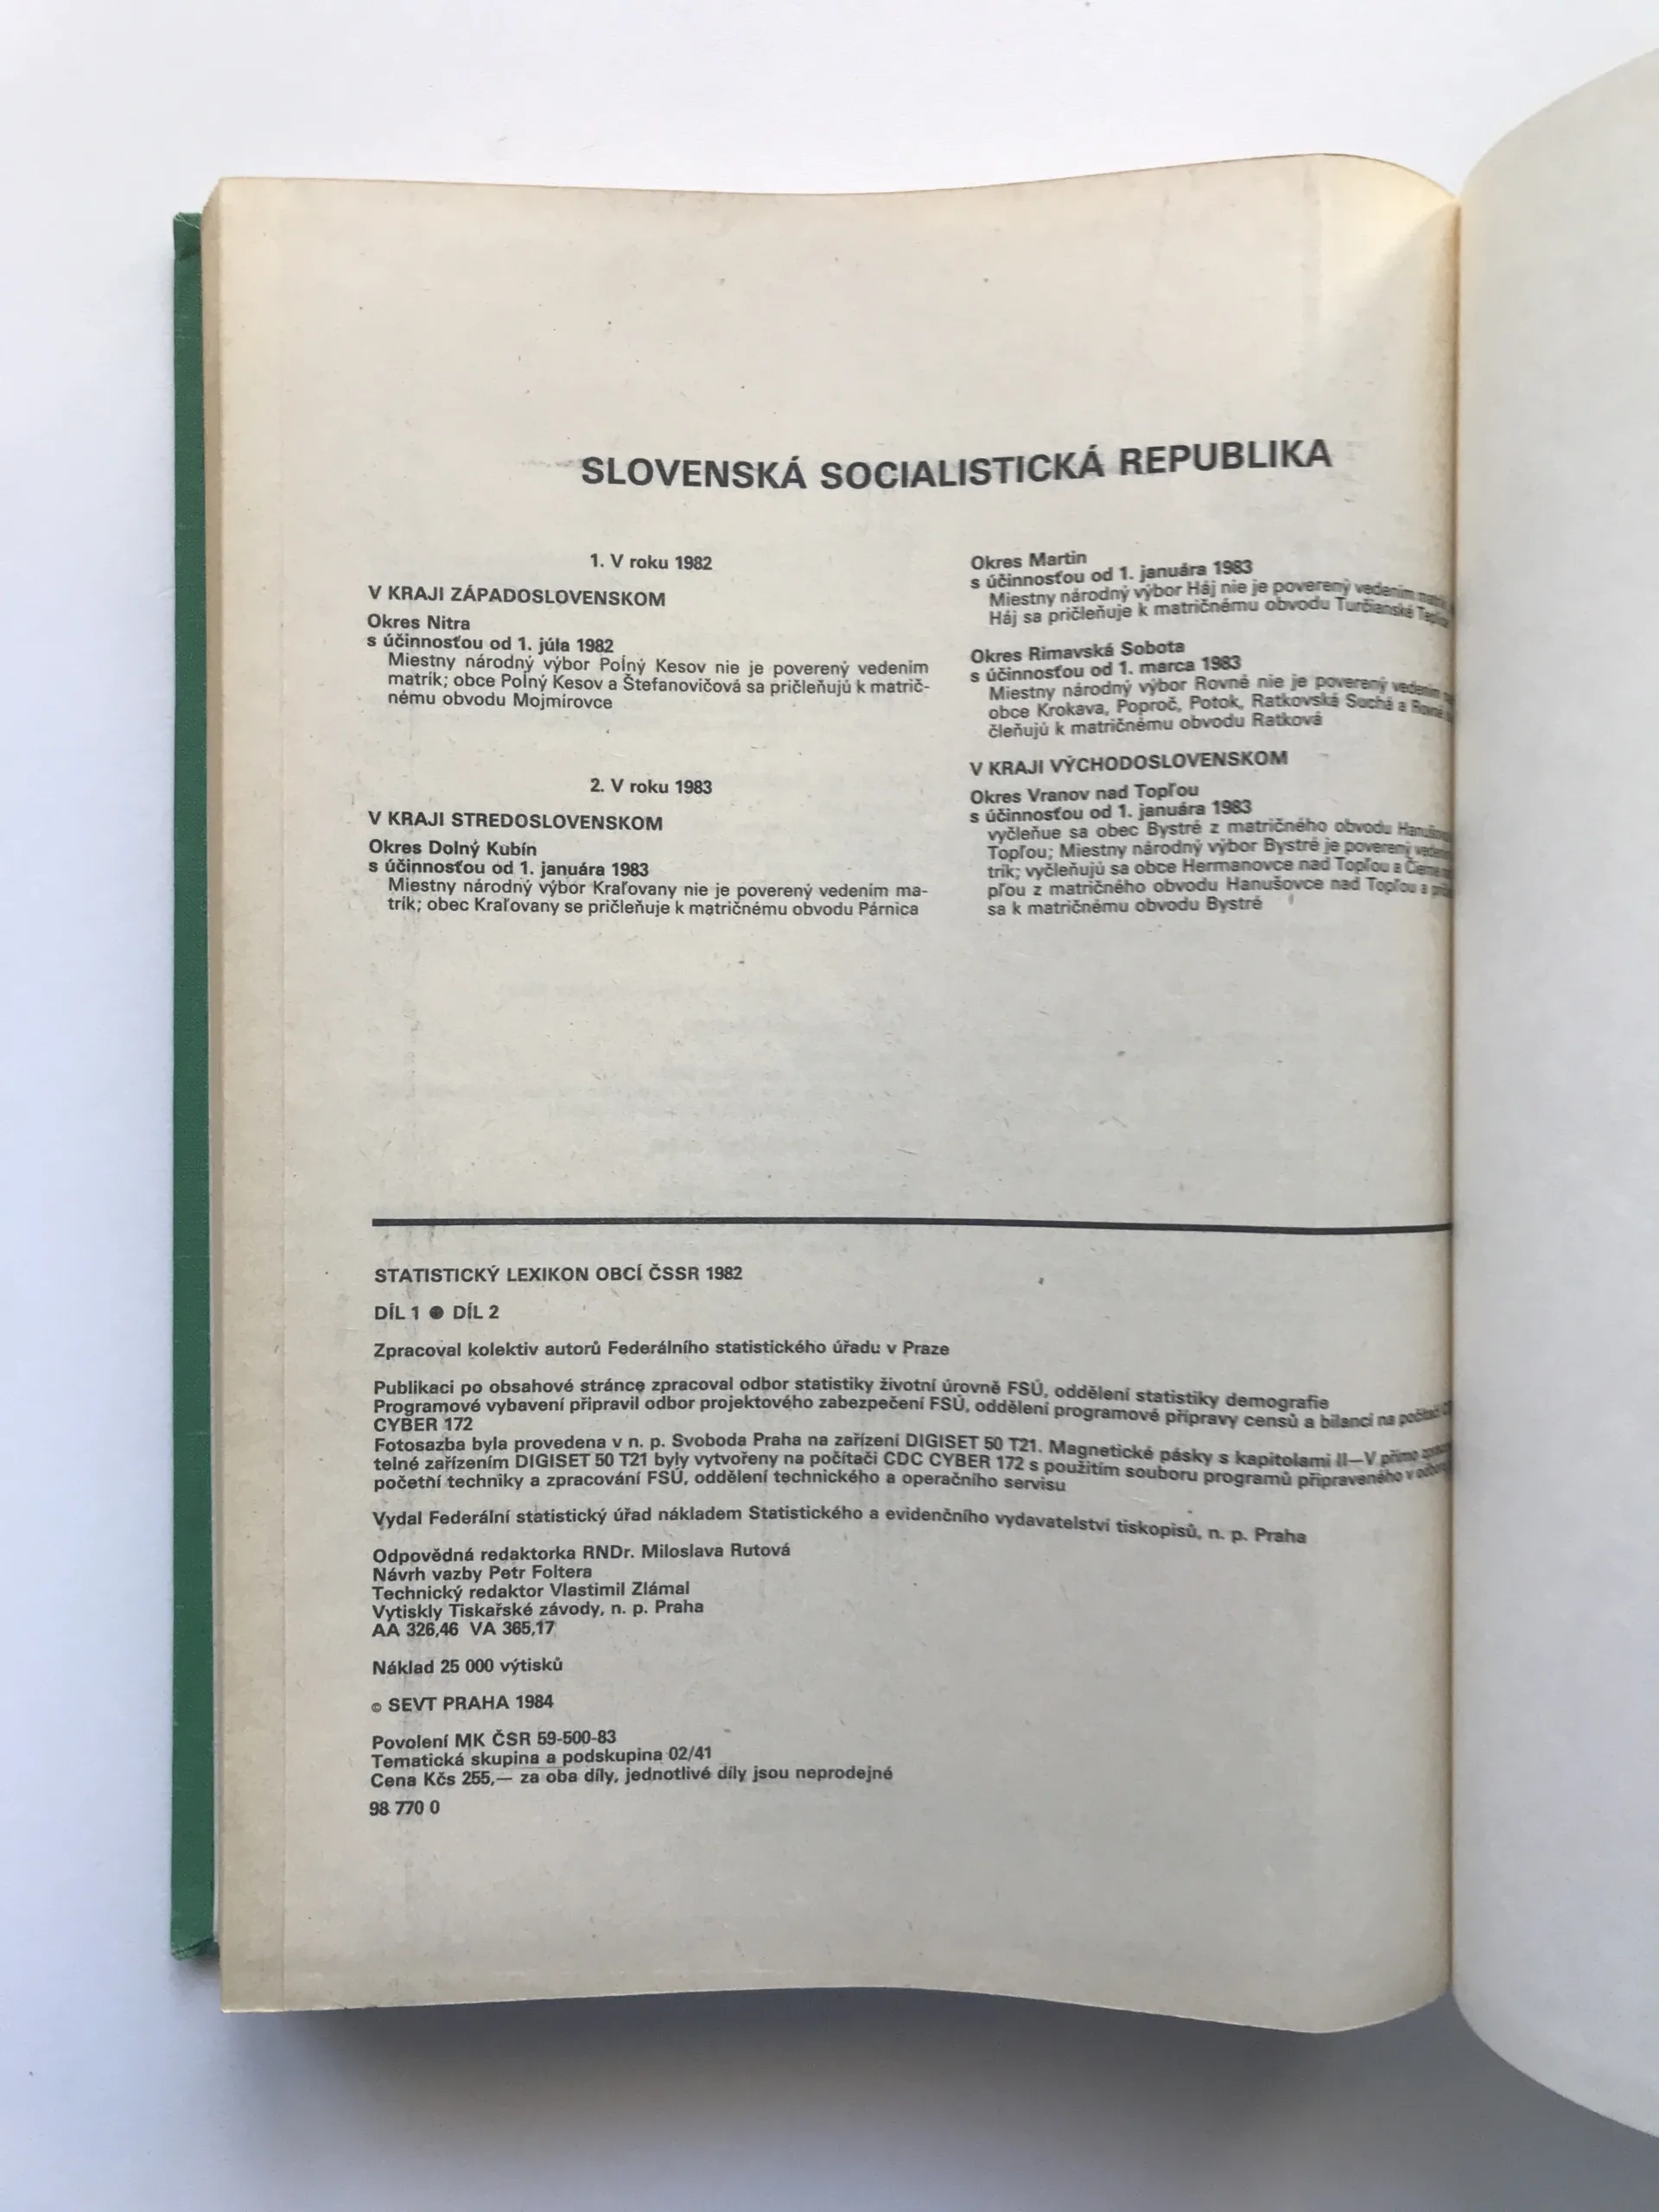 SLOVENSKÁ SOCIALISTICKÁ REPUBLIKA
1. V roku 1982
V KRAJI ZÁPADOSLOVENSKOM
Okres Nitra
s účinnosťou od 1. júla 1982
Miestny národný výbor Poľný Kesov nie je poverený vedením
matrík; obce Poľný Kesov a Štefanovičová sa pričleňujú k matrič-
nému obvodu Mojmírovce
2. V roku 1983
V KRAJI STREDOSLOVENSKOM
Okres Dolný Kubín
s účinnosťou od 1. januára 1983
Miestny národný výbor Kraľovany nie je poverený vedením ma-
trík; obec Kraľovany se pričleňuje k matričnému obvodu Párnica
Okres Martin
s účinnosťou od 1. januára 1983
Miestny národný výbor Háj nie je poverený vedením
Háj sa pričleňuje k matričnému obvodu Turčianské
Okres Rimavská Sobota
s účinnosťou od 1. marca 1983
Miestny národný výbor Rovné nie je poverený vedením
obce Krokava, Poproč, Potok, Ratkovská Suchá a Rovné
čleňujú k matričnému obvodu Ratková
V KRAJI VÝCHODOSLOVENSKOM
Okres Vranov nad Topľou
s účinnosťou od 1. januára 1983
vyčleňue sa obec Bystré z matričného obvodu
Topľou; Miestny národný výbor Bystré je poverený
trík; vyčleňujú sa obce Hermanovce nad Topľou a
pľou z matričného obvodu Hanušovce nad Topľou a
sa k matričnému obvodu Bystré
STATISTICKÝ LEXIKON OBCÍ ČSSR 1982
DÍL 1 ● DÍL 2
Zpracoval kolektiv autorů Federálního statistického úřadu v Praze
Publikaci po obsahové stránce zpracoval odbor statistiky životní úrovně FSÚ, oddělení statistiky demografie
Programové vybavení připravil odbor projektového zabezpečení FSÚ, oddělení programové přípravy censů a bilancí na počítači
CYBER 172
Fotosazba byla provedena v n. p. Svoboda Praha na zařízení DIGISET 50 T21. Magnetické pásky s kapitolami II—V přímo
telné zařízením DIGISET 50 T21 byly vytvořeny na počítači CDC CYBER 172 s použitím souboru programů připraveného v
početní techniky a zpracování FSÚ, oddělení technického a operačního servisu
Vydal Federální statistický úřad nákladem Statistického a evidenčního vydavatelství tiskopisů, n. p. Praha
Odpovědná redaktorka RNDr. Miloslava Rutová
Návrh vazby Petr Foltera
Technický redaktor Vlastimil Zlámal
Vytiskly Tiskařské závody, n. p. Praha
AA 326,46 VA 365,17
Náklad 25 000 výtisků
© SEVT PRAHA 1984
Povolení MK ČSR 59-500-83
Tematická skupina a podskupina 02/41
Cena Kčs 255,— za oba díly, jednotlivé díly jsou neprodejné
98 770 0